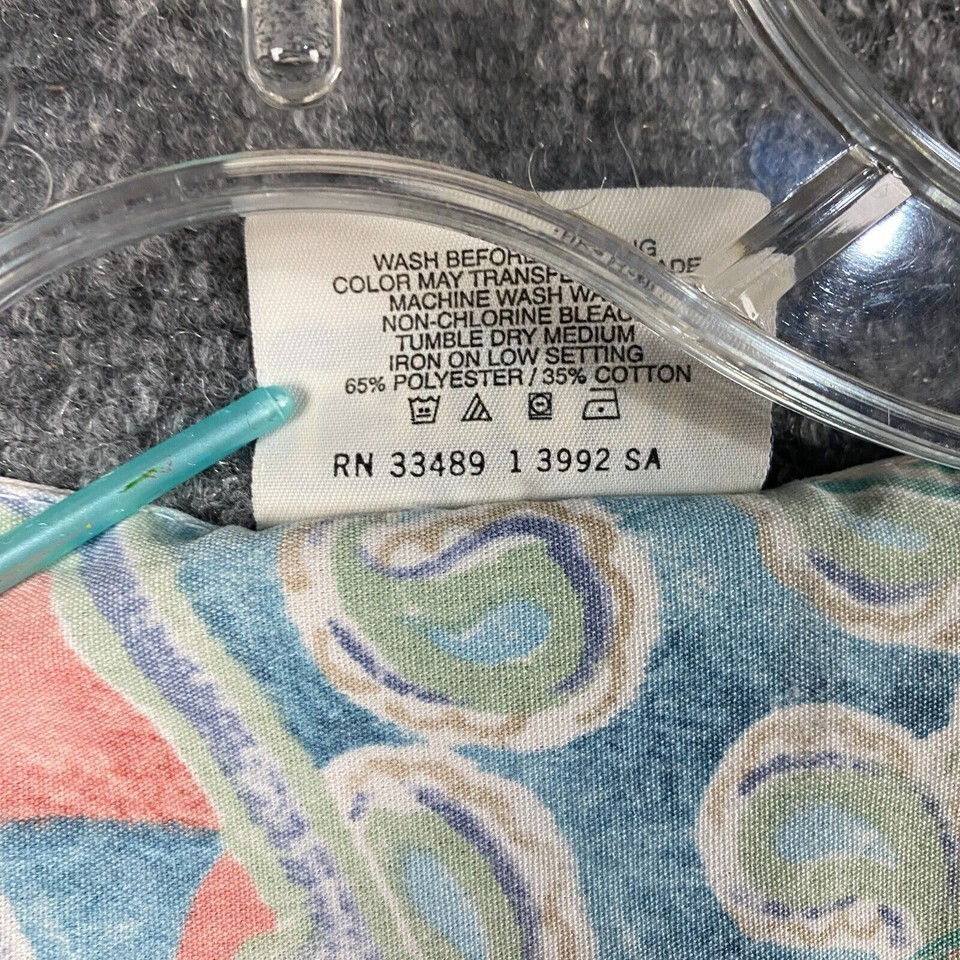 WASH BEFORE
COLOR MAY TRANSFE
MACHINE WASH WA
NON-CHLORINE BLEAC
TUMBLE DRY MEDIUM
IRON ON LOW SETTING
65% POLYESTER / 35% COTTON
RN 33489 1 3992 SA